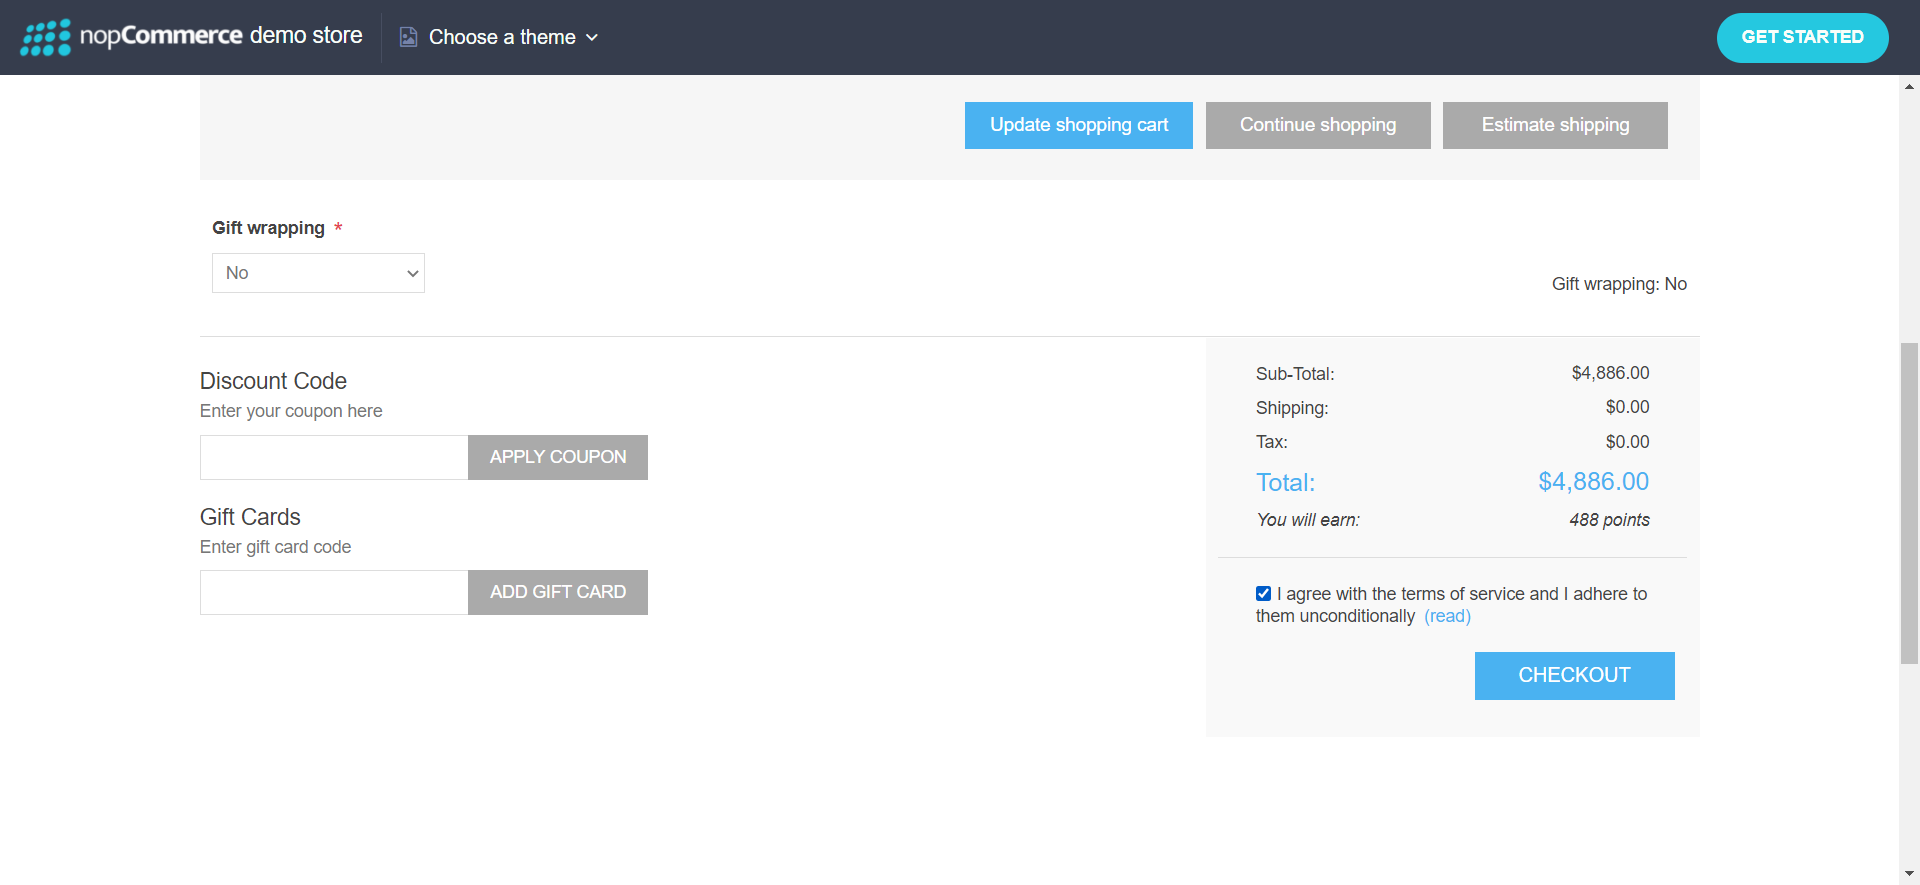 nopCommerce demo store
Choose a theme
GET STARTED
Update shopping cart
Continue shopping
Estimate shipping
Gift wrapping *
No
Gift wrapping: No
Discount Code
Enter your coupon here
APPLY COUPON
Gift Cards
Enter gift card code
ADD GIFT CARD
Sub-Total: $4,886.00
Shipping: $0.00
Tax: $0.00
Total: $4,886.00
You will earn: 488 points
I agree with the terms of service and I adhere to
them unconditionally (read)
CHECKOUT